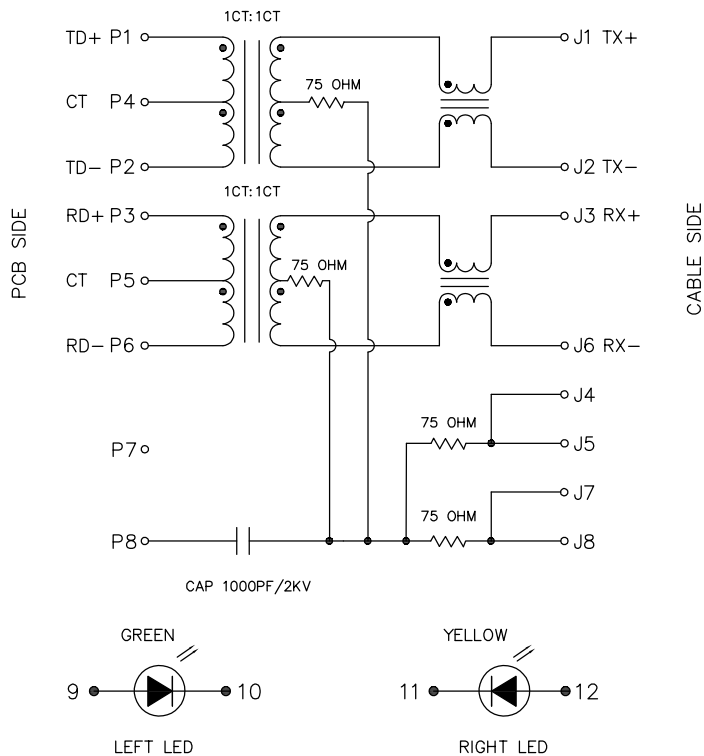 1CT:1CT
TD+ P1
J1 TX+
75 OHM
CT P4
TD- P2
J2 TX-
1CT:1CT
RD+ P3
J3 RX+
PCB SIDE
CABLE SIDE
75 OHM
CT P5
RD- P6
J6 RX-
J4
75 OHM
P7
J5
J7
75 OHM
P8
J8
CAP 1000PF/2KV
GREEN
YELLOW
9
10
11
12
LEFT LED
RIGHT LED